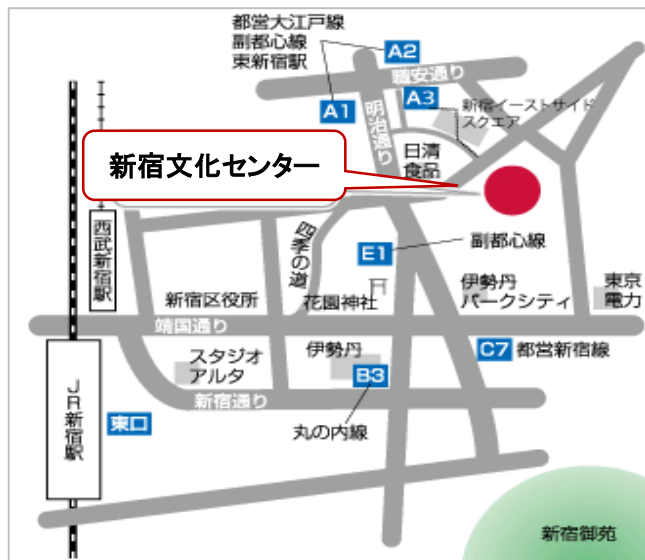 都営大江戸線
副都心線
東新宿駅
A2
職安通り
A1
A3
明治通り
新宿イーストサイド
スクエア
日清
食品
新宿文化センター
西武新宿駅
四季の道
E1
副都心線
新宿区役所
花園神社
伊勢丹
パークシティ
東京
電力
靖国通り
スタジオ
アルタ
伊勢丹
C7 都営新宿線
B3
新宿通り
JR新宿駅
東口
丸の内線
新宿御苑